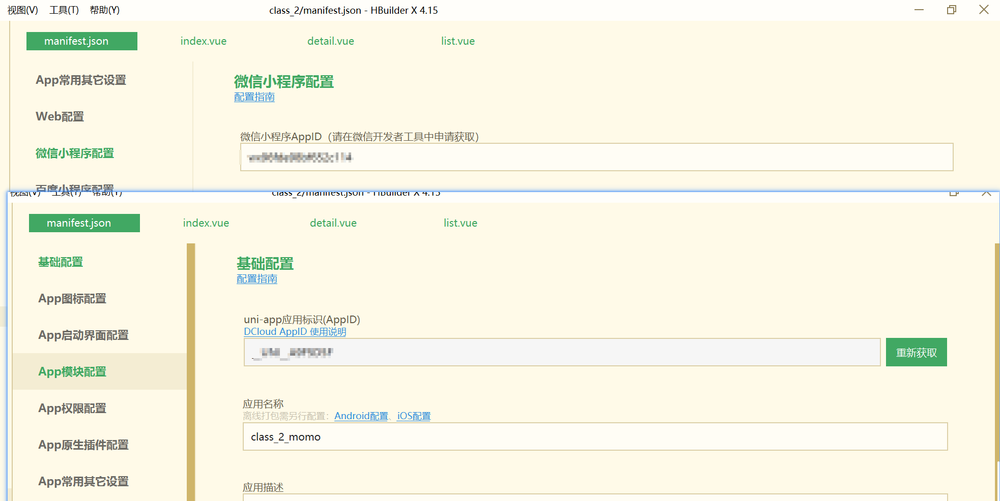 视图(V) 工具(T) 帮助(Y) class_2/manifest.json - HBuilder X 4.15
manifest.json index.vue detail.vue list.vue
App常用其它设置
Web配置
微信小程序配置
百度小程序配置
微信小程序配置
配置指南
微信小程序AppID（请在微信开发者工具中申请获取）
视图(V) 工具(T) 帮助(Y) class_2/manifest.json - HBuilder X 4.15
manifest.json index.vue detail.vue list.vue
基础配置
App图标配置
App启动界面配置
App模块配置
App权限配置
App原生插件配置
App常用其它设置
基础配置
配置指南
uni-app应用标识(AppID)
DCloud AppID 使用说明
重新获取
应用名称
离线打包需另行配置：Android配置、iOS配置
class_2_momo
应用描述